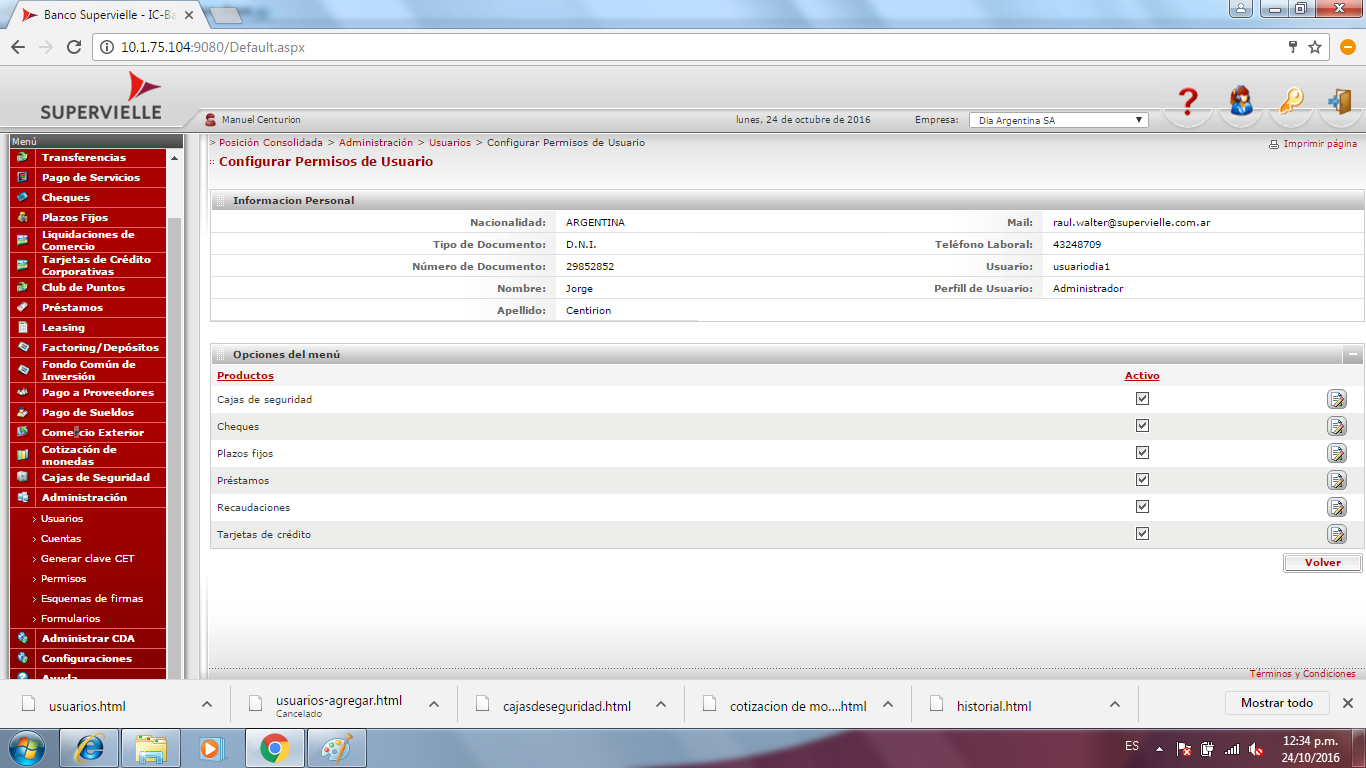 Banco Supervielle - IC-Ba
10.1.75.104:9080/Default.aspx
SUPERVIELLE
Manuel Centurion
lunes, 24 de octubre de 2016
Empresa:
Dia Argentina SA
Menú
Transferencias
Pago de Servicios
Cheques
Plazos Fijos
Liquidaciones de
Comercio
Tarjetas de Crédito
Corporativas
Club de Puntos
Préstamos
Leasing
Factoring/Depósitos
Fondo Común de
Inversión
Pago a Proveedores
Pago de Sueldos
Comercio Exterior
Cotización de
monedas
Cajas de Seguridad
Administración
> Usuarios
> Cuentas
> Generar clave CET
> Permisos
> Esquemas de firmas
> Formularios
Administrar CDA
Configuraciones
Ayuda
> Posición Consolidada > Administración > Usuarios > Configurar Permisos de Usuario
Imprimir página
Configurar Permisos de Usuario
Informacion Personal
Nacionalidad: ARGENTINA
Mail: raul.walter@supervielle.com.ar
Tipo de Documento: D.N.I.
Teléfono Laboral: 43248709
Número de Documento: 29852852
Usuario: usuariodia1
Nombre: Jorge
Perfill de Usuario: Administrador
Apellido: Centirion
Opciones del menú
Productos Activo
Cajas de seguridad
Cheques
Plazos fijos
Préstamos
Recaudaciones
Tarjetas de crédito
Volver
Términos y Condiciones
usuarios.html
usuarios-agregar.html
Cancelado
cajasdeseguridad.html
cotizacion de mo....html
historial.html
Mostrar todo
ES
12:34 p.m.
24/10/2016